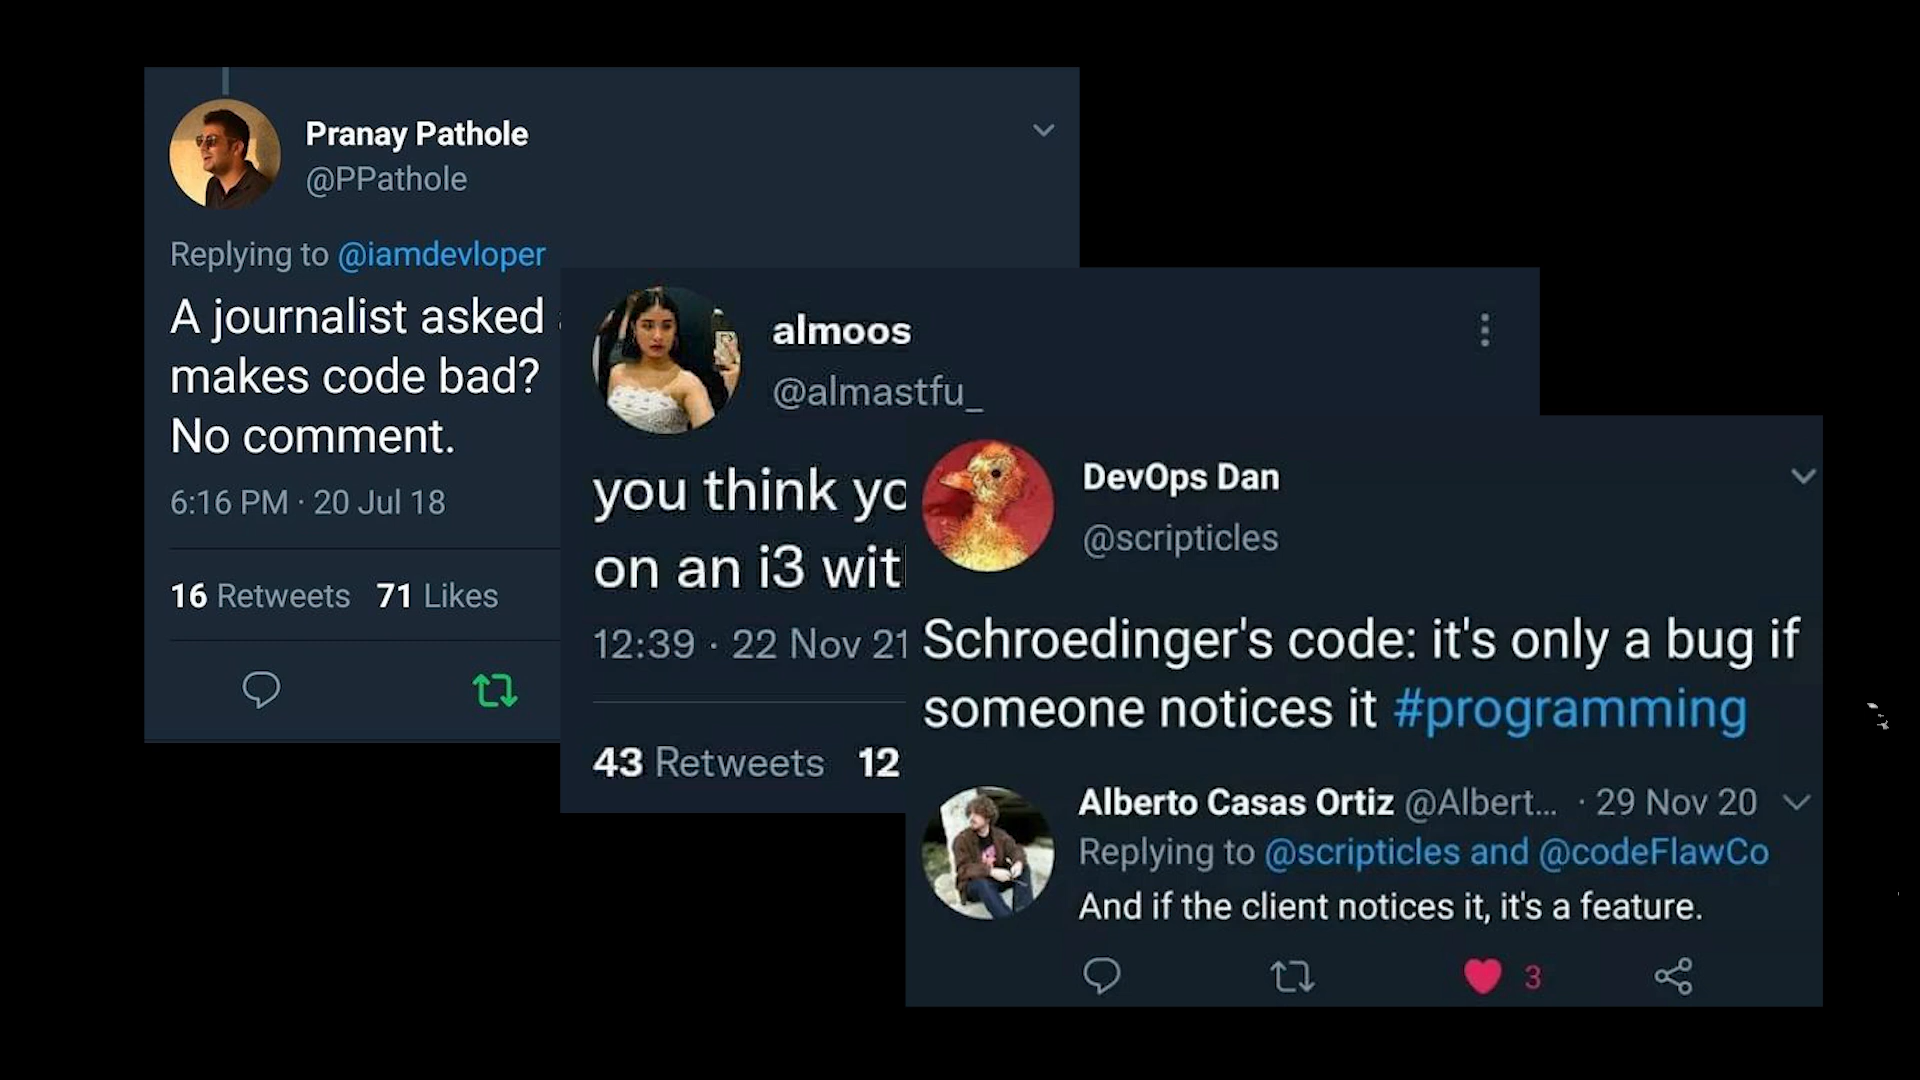 Pranay Pathole
@PPathole
Replying to @iamdevloper
A journalist asked
makes code bad?
No comment.
6:16 PM · 20 Jul 18
16 Retweets 71 Likes
almoos
@almastfu_
you think
on an i3
12:39 · 22 Nov 21
43 Retweets 12
DevOps Dan
@scripticles
Schroedinger's code: it's only a bug if
someone notices it #programming
Alberto Casas Ortiz @Albert... · 29 Nov 20
Replying to @scripticles and @codeFlawCo
And if the client notices it, it's a feature.
3